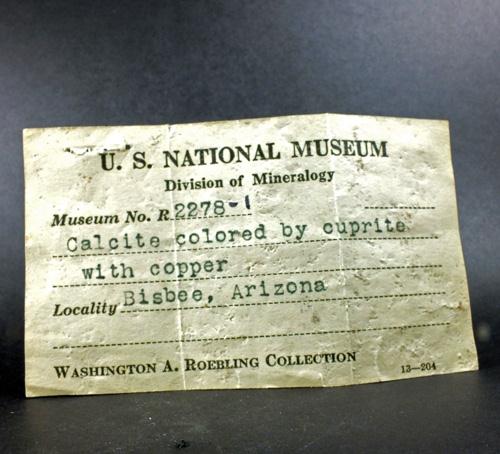 U. S. NATIONAL MUSEUM
Division of Mineralogy
Museum No. R 2278-1
Calcite colored by cuprite
with copper
Locality Bisbee, Arizona
WASHINGTON A. ROEBLING COLLECTION
13—204